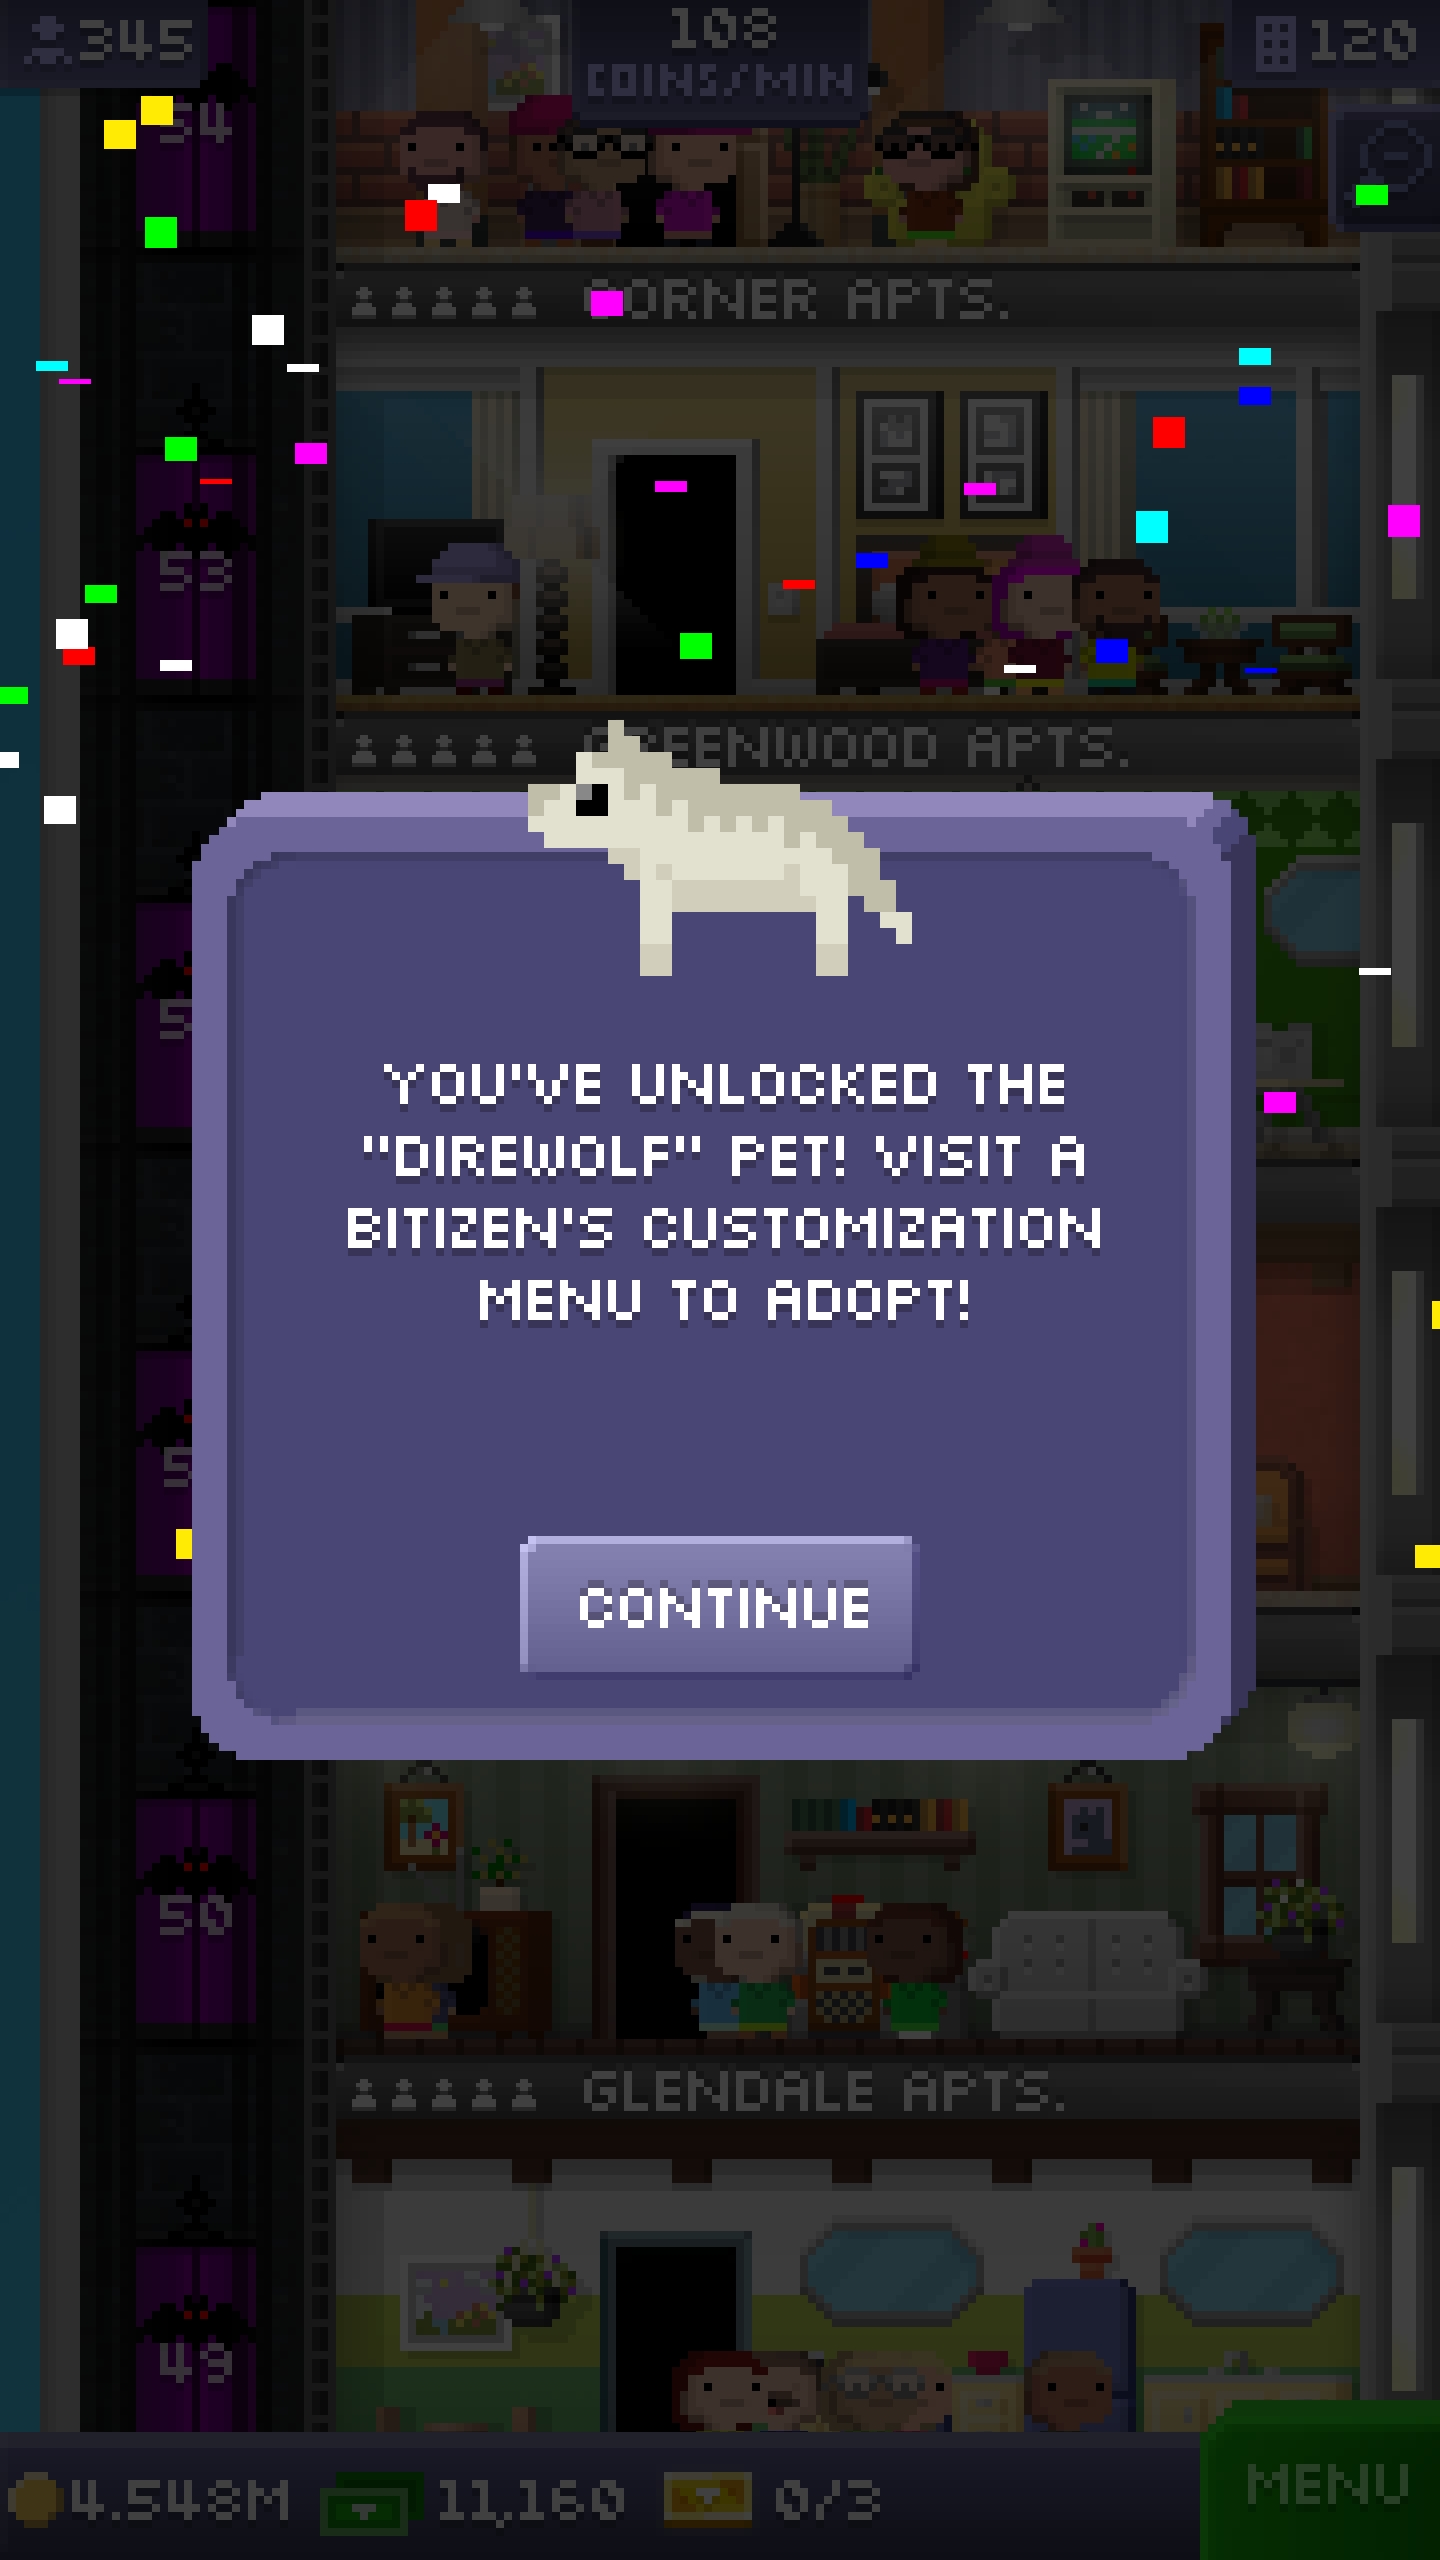 345
108
COINS/MIN
120
54
CORNER APTS.
53
GREENWOOD APTS.
YOU'VE UNLOCKED THE
"DIREWOLF" PET! VISIT A
BITIZEN'S CUSTOMIZATION
MENU TO ADOPT!
CONTINUE
50
GLENDALE APTS.
49
4.548M
11,160
0/3
MENU